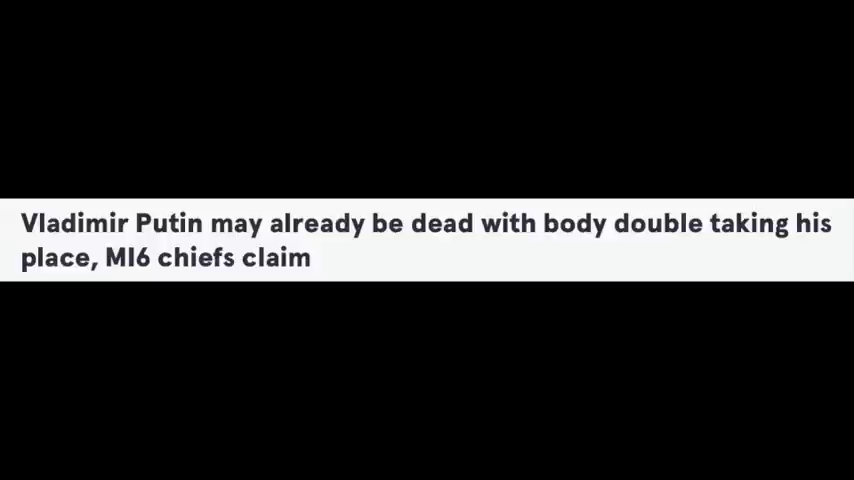 Vladimir Putin may already be dead with body double taking his
place, MI6 chiefs claim